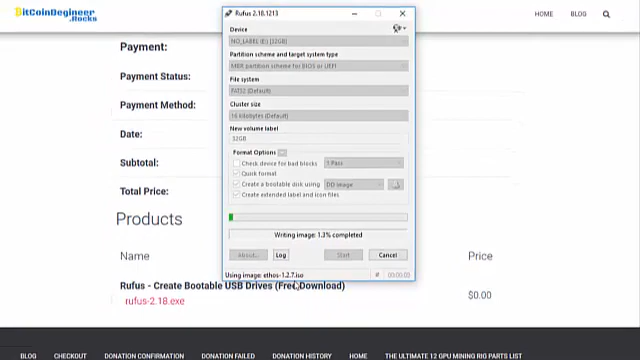 BitCoinDegineer
.Rocks
HOME
BLOG
Payment:
Payment Status:
Payment Method:
Date:
Subtotal:
Total Price:
Products
Name
Price
Rufus - Create Bootable USB Drives (Free Download)
rufus-2.18.exe
$0.00
BLOG
CHECKOUT
DONATION CONFIRMATION
DONATION FAILED
DONATION HISTORY
HOME
THE ULTIMATE 12 GPU MINING RIG PARTS LIST
Rufus 2.18.1213
Device
NO_LABEL (E:) [32GB]
Partition scheme and target system type
MBR partition scheme for BIOS or UEFI
File system
FAT32 (Default)
Cluster size
16 kilobytes (Default)
New volume label
32GB
Format Options
Check device for bad blocks
1 Pass
Quick format
Create a bootable disk using
DD Image
Create extended label and icon files
Writing image: 1.3% completed
About...
Log
Start
Cancel
Using image: ethos-1.2.7.iso
#
00:00:00